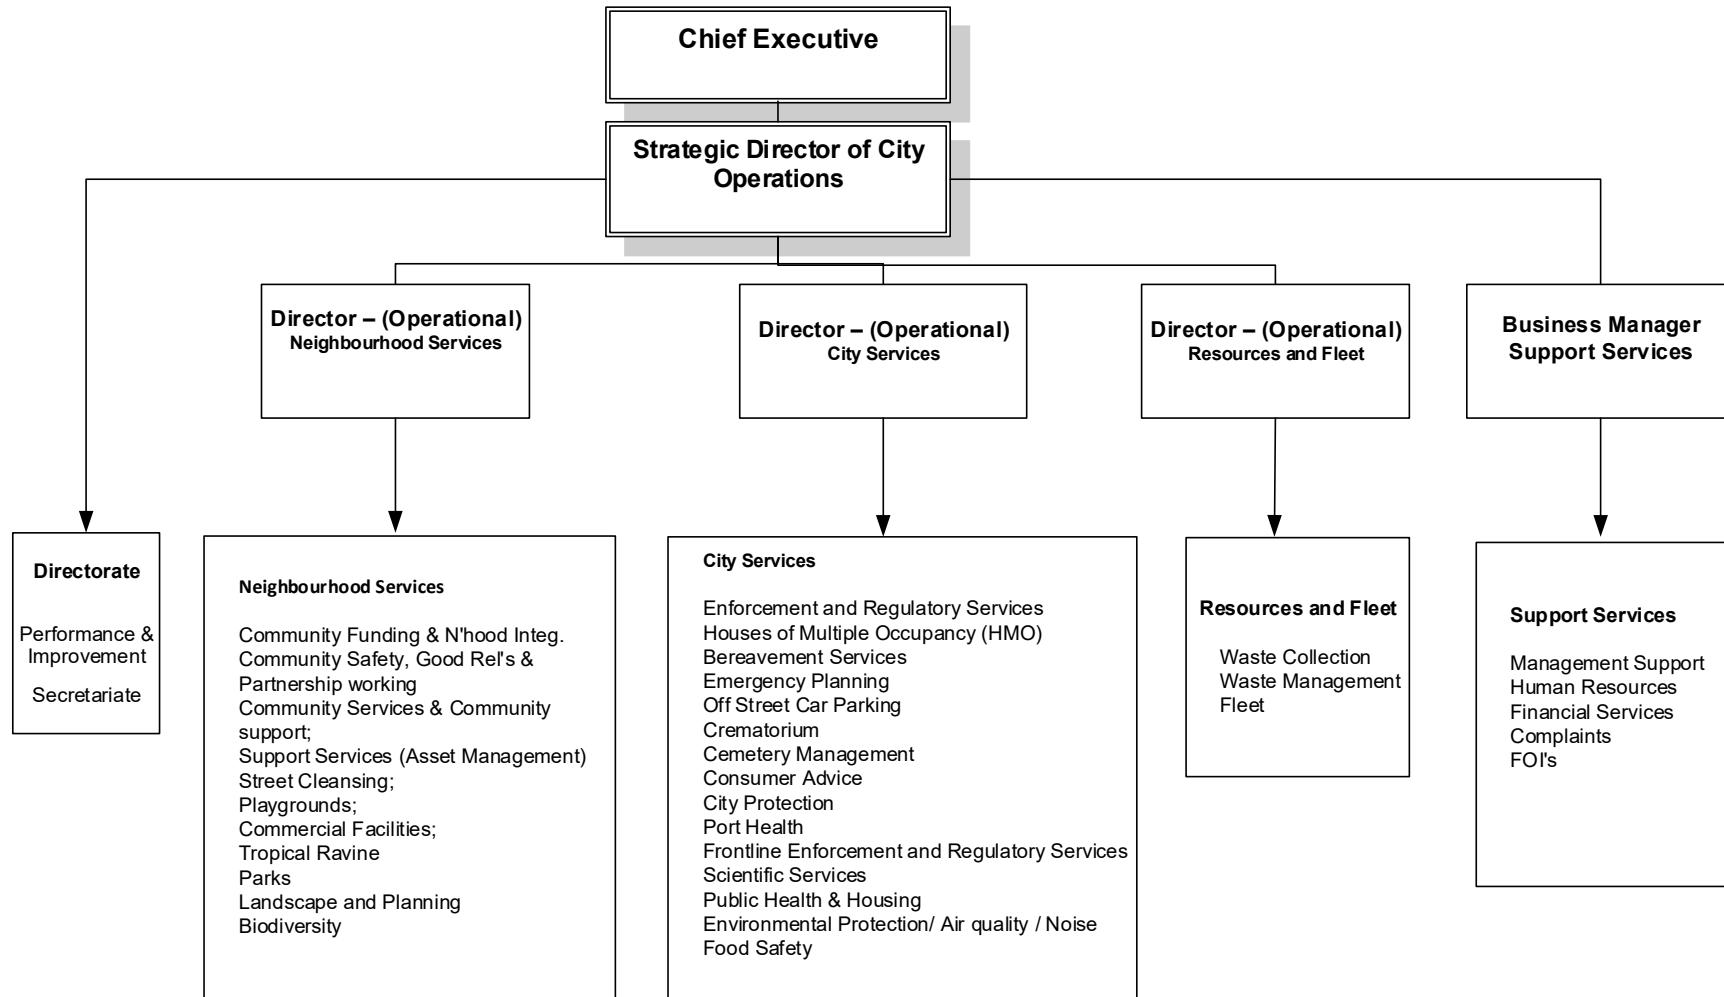 Chief Executive
Strategic Director of City
Operations
Director – (Operational)
Neighbourhood Services
Director – (Operational)
City Services
Director – (Operational)
Resources and Fleet
Business Manager
Support Services
Directorate
Performance &
Improvement
Secretariate
Neighbourhood Services
Community Funding & N'hood Integ.
Community Safety, Good Rel's &
Partnership working
Community Services & Community
support;
Support Services (Asset Management)
Street Cleansing;
Playgrounds;
Commercial Facilities;
Tropical Ravine
Parks
Landscape and Planning
Biodiversity
City Services
Enforcement and Regulatory Services
Houses of Multiple Occupancy (HMO)
Bereavement Services
Emergency Planning
Off Street Car Parking
Crematorium
Cemetery Management
Consumer Advice
City Protection
Port Health
Frontline Enforcement and Regulatory Services
Scientific Services
Public Health & Housing
Environmental Protection/ Air quality / Noise
Food Safety
Resources and Fleet
Waste Collection
Waste Management
Fleet
Support Services
Management Support
Human Resources
Financial Services
Complaints
FOI's